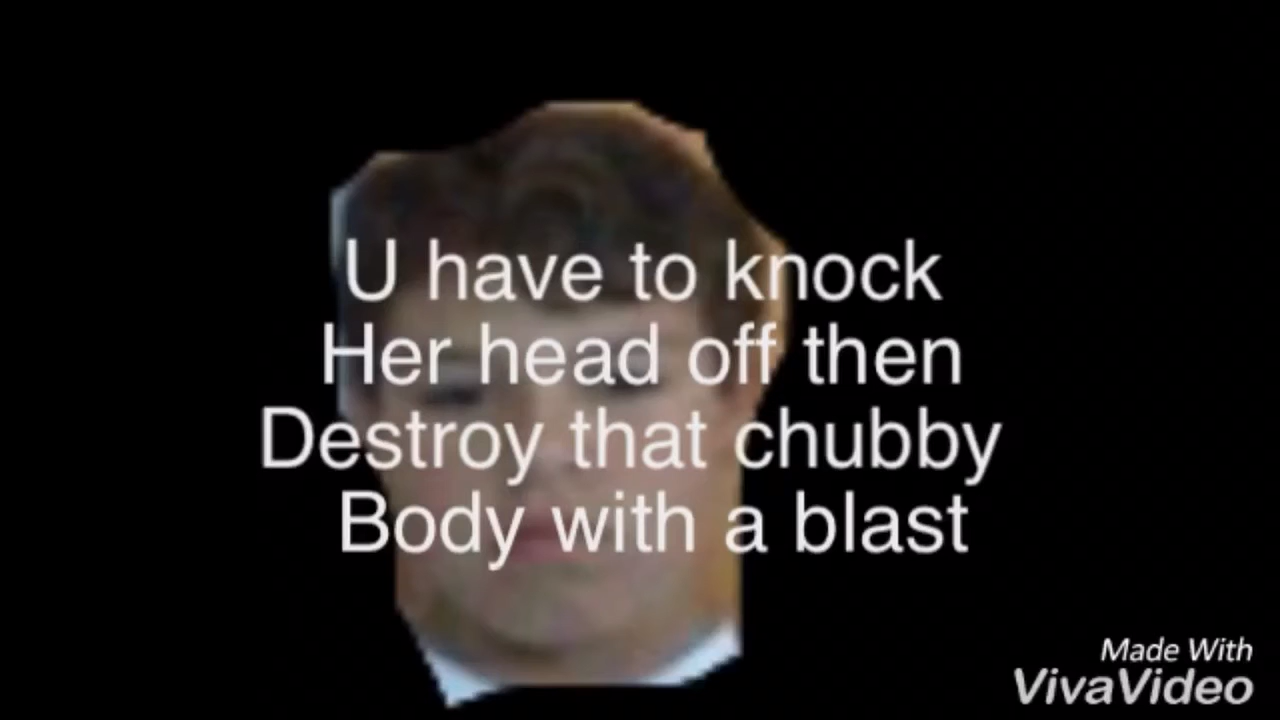 U have to knock
Her head off then
Destroy that chubby
Body with a blast
Made With
VivaVideo